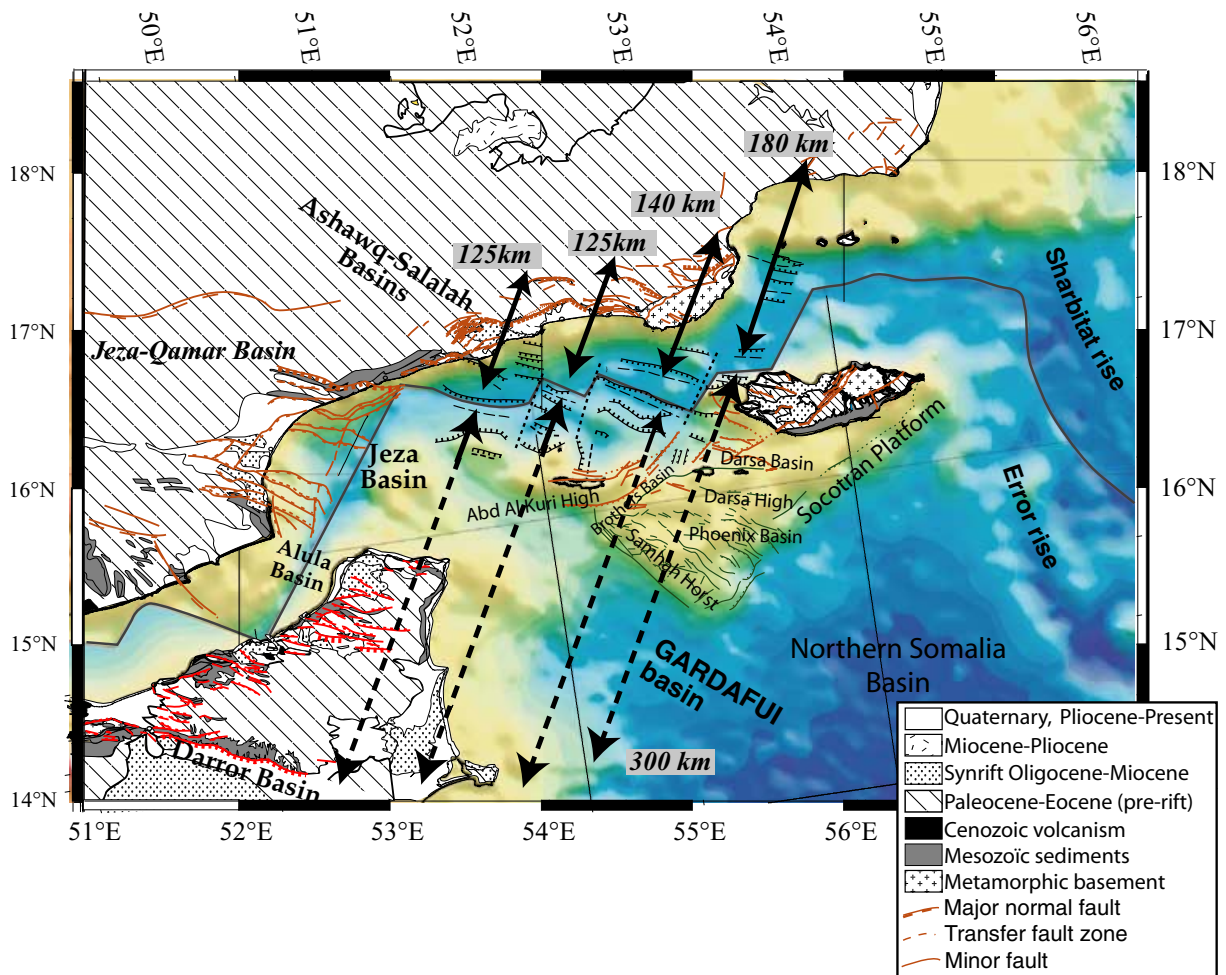 50°E
51°E
52°E
53°E
54°E
55°E
56°E
180 km
18°N
18°N
140 km
Ashawq-Salalah
Basins
125km
125km
Sharbitat rise
17°N
17°N
Jeza-Qamar Basin
Jeza
Basin
Darsa Basin
Socotran Platform
16°N
16°N
Abd Al Kuri High
Brothers Basin
Darsa High
Error rise
Phoenix Basin
Samhah Horst
Alula
Basin
15°N
15°N
GARDAFUI
basin
Northern Somalia
Basin
Darror Basin
300 km
14°N
51°E
52°E
53°E
54°E
55°E
56°E
Quaternary, Pliocene-Present
Miocene-Pliocene
Synrift Oligocene-Miocene
Paleocene-Eocene (pre-rift)
Cenozoic volcanism
Mesozoïc sediments
Metamorphic basement
Major normal fault
Transfer fault zone
Minor fault